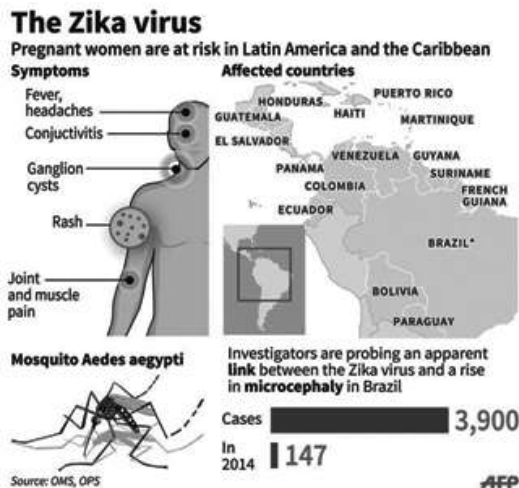 The Zika virus
Pregnant women are at risk in Latin America and the Caribbean
Symptoms
Fever,
headaches
Conjuctivitis
Ganglion
cysts
Rash
Joint
and muscle
pain
Affected countries
PUERTO RICO
HONDURAS
HAITI
GUATEMALA
MARTINIQUE
EL SALVADOR
VENEZUELA
GUYANA
PANAMA
SURINAME
COLOMBIA
FRENCH
GUIANA
ECUADOR
BRAZIL*
BOLIVIA
PARAGUAY
Mosquito Aedes aegypti
Source: OMS, OPS
Investigators are probing an apparent
link between the Zika virus and a rise
in microcephaly in Brazil
Cases 3,900
In
2014 147
AFP